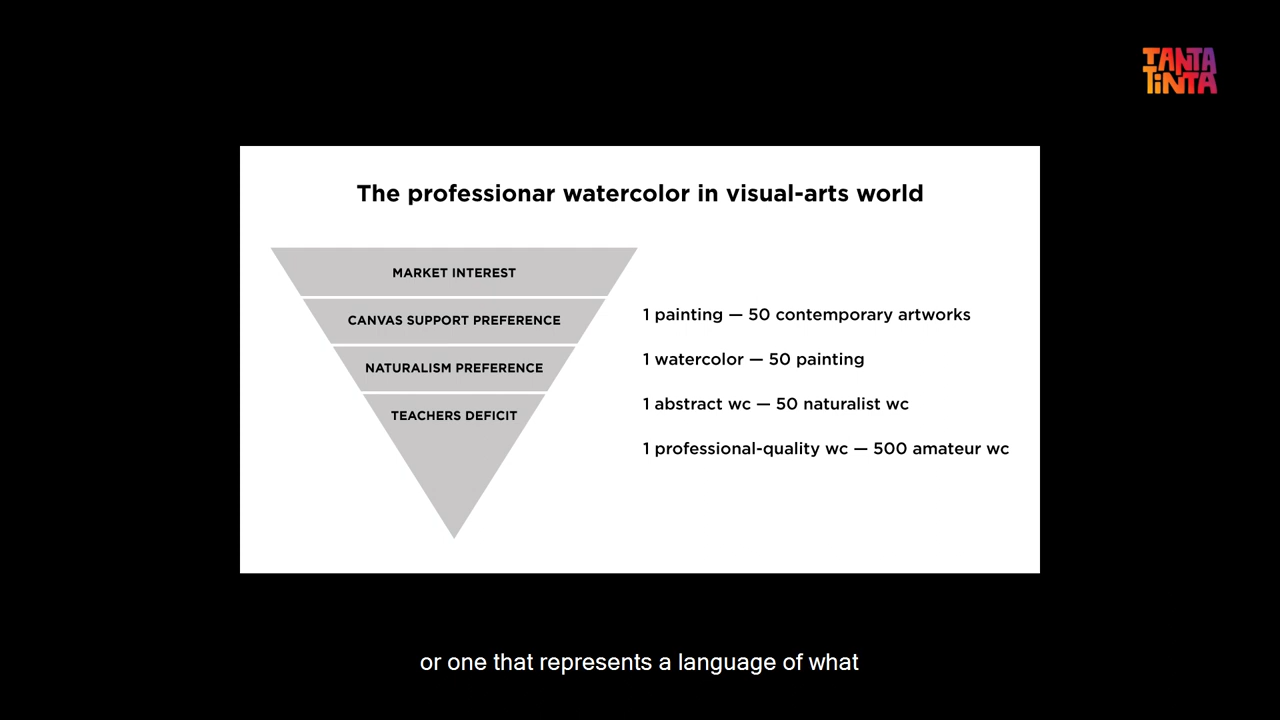 TANTA
TiNTA
The professionar watercolor in visual-arts world
MARKET INTEREST
CANVAS SUPPORT PREFERENCE
NATURALISM PREFERENCE
TEACHERS DEFICIT
1 painting — 50 contemporary artworks
1 watercolor — 50 painting
1 abstract wc — 50 naturalist wc
1 professional-quality wc — 500 amateur wc
or one that represents a language of what